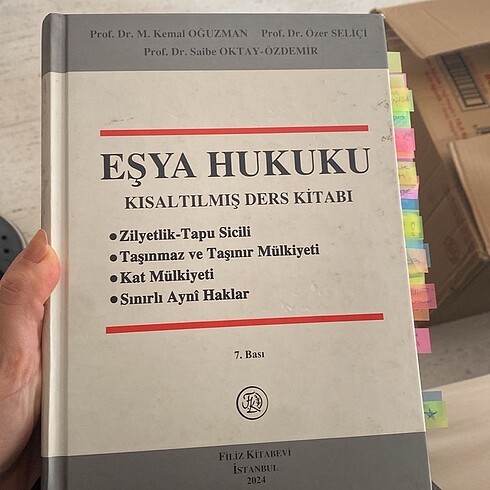 Prof. Dr. M. Kemal OĞUZMAN Prof. Dr. Özer SELİÇİ
Prof. Dr. Saibe OKTAY-ÖZDEMİR
EŞYA HUKUKU
KISALTILMIŞ DERS KİTABI
• Zilyetlik-Tapu Sicili
• Taşınmaz ve Taşınır Mülkiyeti
• Kat Mülkiyeti
• Sınırlı Aynî Haklar
7. Bası
FİLİZ KİTABEVİ
İSTANBUL
2024